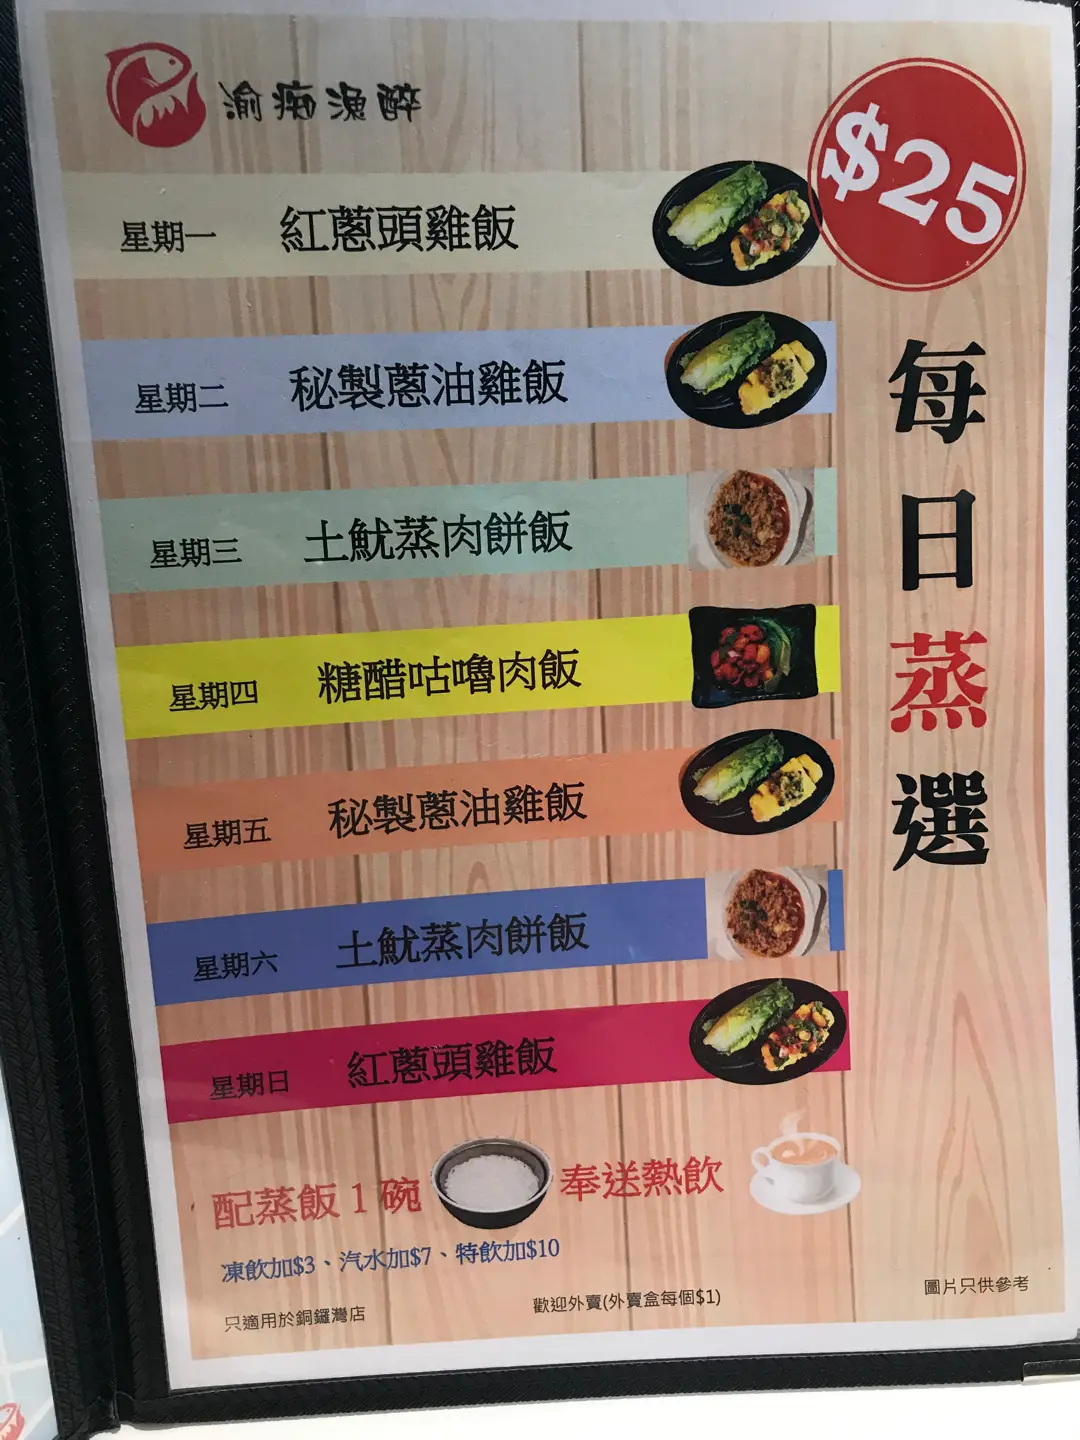 渝痴漁醉
$25
每日蒸選
星期一 紅蔥頭雞飯
星期二 秘製蔥油雞飯
星期三 土魷蒸肉餅飯
星期四 糖醋咕嚕肉飯
星期五 秘製蔥油雞飯
星期六 土魷蒸肉餅飯
星期日 紅蔥頭雞飯
配蒸飯1碗 奉送熱飲
凍飲加$3、汽水加$7、特飲加$10
只適用於銅鑼灣店
歡迎外賣(外賣盒每個$1)
圖片只供參考